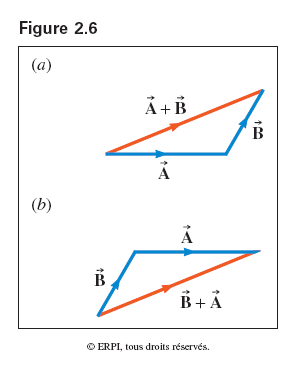 Figure 2.6
(a)
A⃗ + B⃗
B⃗
A⃗
(b)
A⃗
B⃗
B⃗ + A⃗
© ERPI, tous droits réservés.